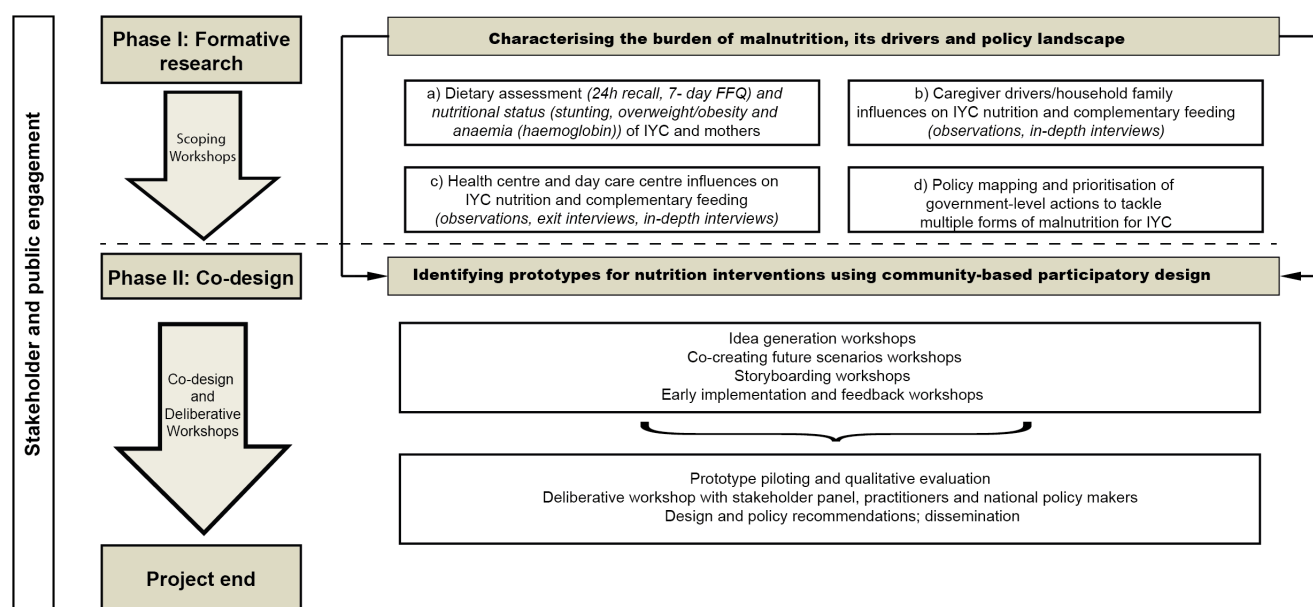 Stakeholder and public engagement
Phase I: Formative
research
Scoping
Workshops
Characterising the burden of malnutrition, its drivers and policy landscape
a) Dietary assessment (24h recall, 7- day FFQ) and
nutritional status (stunting, overweight/obesity and
anaemia (haemoglobin)) of IYC and mothers
b) Caregiver drivers/household family
influences on IYC nutrition and complementary feeding
(observations, in-depth interviews)
c) Health centre and day care centre influences on
IYC nutrition and complementary feeding
(observations, exit interviews, in-depth interviews)
d) Policy mapping and prioritisation of
government-level actions to tackle
multiple forms of malnutrition for IYC
Phase II: Co-design
Identifying prototypes for nutrition interventions using community-based participatory design
Co-design
and
Deliberative
Workshops
Idea generation workshops
Co-creating future scenarios workshops
Storyboarding workshops
Early implementation and feedback workshops
Prototype piloting and qualitative evaluation
Deliberative workshop with stakeholder panel, practitioners and national policy makers
Design and policy recommendations; dissemination
Project end